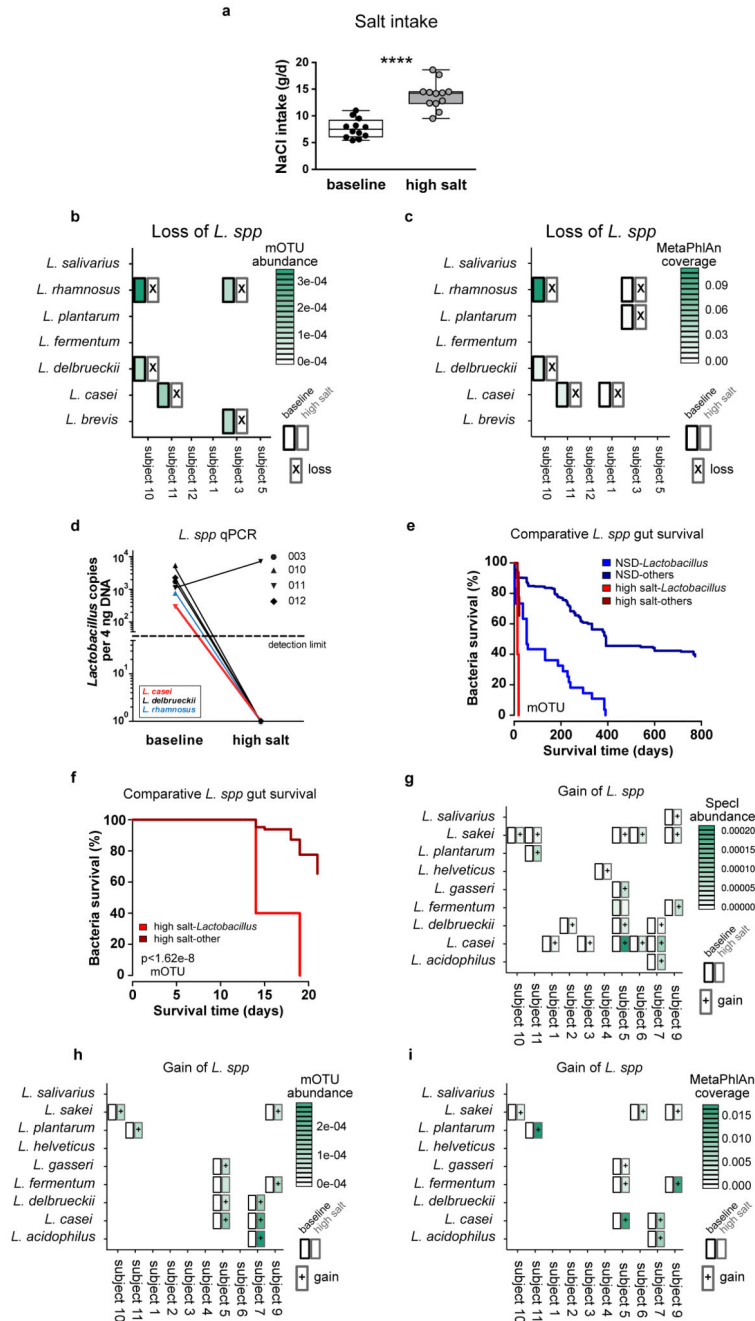 a
Salt intake
20
15
10
5
0
NaCl intake (g/d)
****
baseline
high salt
b
Loss of L. spp
mOTU
abundance
L. salivarius
L. rhamnosus
L. plantarum
L. fermentum
L. delbrueckii
L. casei
L. brevis
X X
X
X
X
3e-04
2e-04
1e-04
0e-04
baseline
high salt
X loss
subject 10
subject 11
subject 12
subject 1
subject 3
subject 5
c
Loss of L. spp
MetaPhlAn
coverage
L. salivarius
L. rhamnosus
L. plantarum
L. fermentum
L. delbrueckii
L. casei
L. brevis
X X
X
X
X X
0.09
0.06
0.03
0.00
baseline
high salt
X loss
subject 10
subject 11
subject 12
subject 1
subject 3
subject 5
d
L. spp qPCR
Lactobacillus copies
per 4 ng DNA
10^4
10^3
10^2
10^1
10^0
003
010
011
012
detection limit
L. casei
L. delbrueckii
L. rhamnosus
baseline
high salt
e
Comparative L. spp gut survival
NSD-Lactobacillus
NSD-others
high salt-Lactobacillus
high salt-others
Bacteria survival (%)
100
80
60
40
20
0
mOTU
0 200 400 600 800
Survival time (days)
f
Comparative L. spp gut survival
Bacteria survival (%)
100
80
60
40
20
0
high salt-Lactobacillus
high salt-other
p<1.62e-8
mOTU
0 5 10 15 20
Survival time (days)
g
Gain of L. spp
SpecI
abundance
L. salivarius
L. sakei
L. plantarum
L. helveticus
L. gasseri
L. fermentum
L. delbrueckii
L. casei
L. acidophilus
+
+ + + + +
+
+
+
+
+ + +
+ + + + +
+
0.00020
0.00015
0.00010
0.00005
0.00000
baseline
high salt
+ gain
subject 10
subject 11
subject 1
subject 2
subject 3
subject 4
subject 5
subject 6
subject 7
subject 9
h
Gain of L. spp
mOTU
abundance
L. salivarius
L. sakei
L. plantarum
L. helveticus
L. gasseri
L. fermentum
L. delbrueckii
L. casei
L. acidophilus
+ +
+
+
+
+ +
+ +
+
2e-04
1e-04
0e-04
baseline
high salt
+ gain
subject 10
subject 11
subject 1
subject 2
subject 3
subject 4
subject 5
subject 6
subject 7
subject 9
i
Gain of L. spp
MetaPhlAn
coverage
L. salivarius
L. sakei
L. plantarum
L. helveticus
L. gasseri
L. fermentum
L. delbrueckii
L. casei
L. acidophilus
+ + +
+
+
+ +
+ +
+
0.015
0.010
0.005
0.000
baseline
high salt
+ gain
subject 10
subject 11
subject 1
subject 2
subject 3
subject 4
subject 5
subject 6
subject 7
subject 9